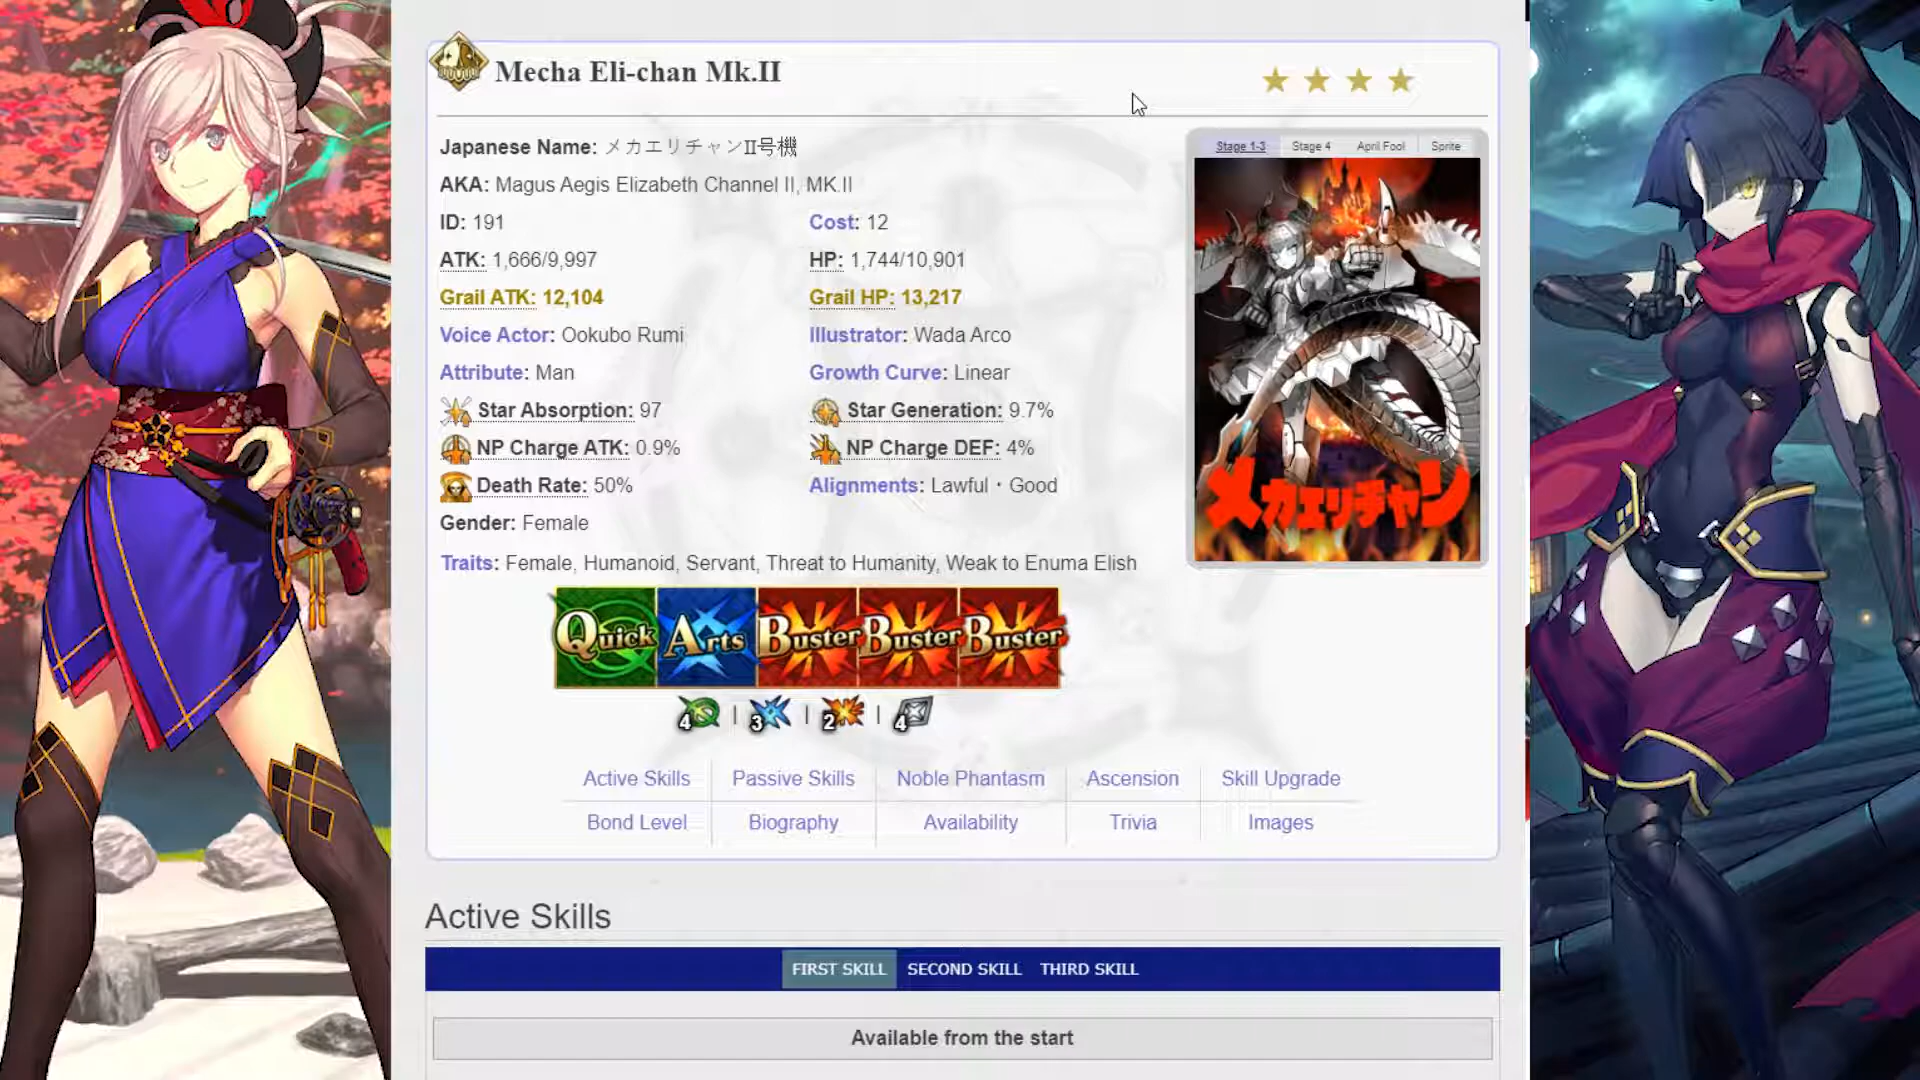 Mecha Eli-chan Mk.II
Japanese Name: メカエリチャンII号機
AKA: Magus Aegis Elizabeth Channel II, MK.II
ID: 191 Cost: 12
ATK: 1,666/9,997 HP: 1,744/10,901
Grail ATK: 12,104 Grail HP: 13,217
Voice Actor: Ookubo Rumi Illustrator: Wada Arco
Attribute: Man Growth Curve: Linear
Star Absorption: 97 Star Generation: 9.7%
NP Charge ATK: 0.9% NP Charge DEF: 4%
Death Rate: 50% Alignments: Lawful・Good
Gender: Female
Traits: Female, Humanoid, Servant, Threat to Humanity, Weak to Enuma Elish
Stage 1-3 Stage 4 April Fool Sprite
メカエリチャン
Quick Arts Buster Buster Buster
4 | 3 | 2 | 4
Active Skills Passive Skills Noble Phantasm Ascension Skill Upgrade
Bond Level Biography Availability Trivia Images
Active Skills
FIRST SKILL SECOND SKILL THIRD SKILL
Available from the start